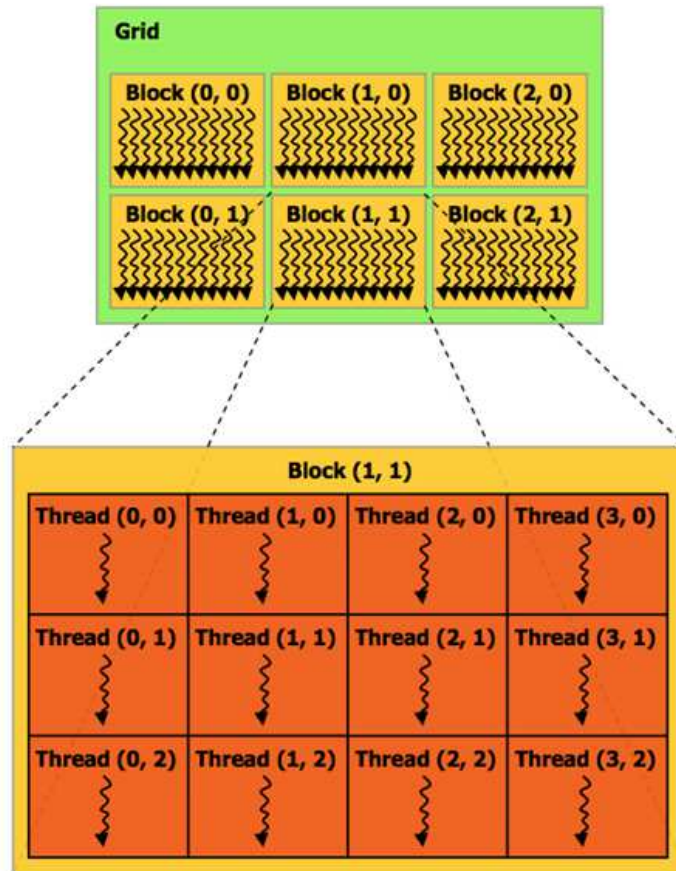 Grid
Block (0, 0) Block (1, 0) Block (2, 0)
Block (0, 1) Block (1, 1) Block (2, 1)
Block (1, 1)
Thread (0, 0) Thread (1, 0) Thread (2, 0) Thread (3, 0)
Thread (0, 1) Thread (1, 1) Thread (2, 1) Thread (3, 1)
Thread (0, 2) Thread (1, 2) Thread (2, 2) Thread (3, 2)